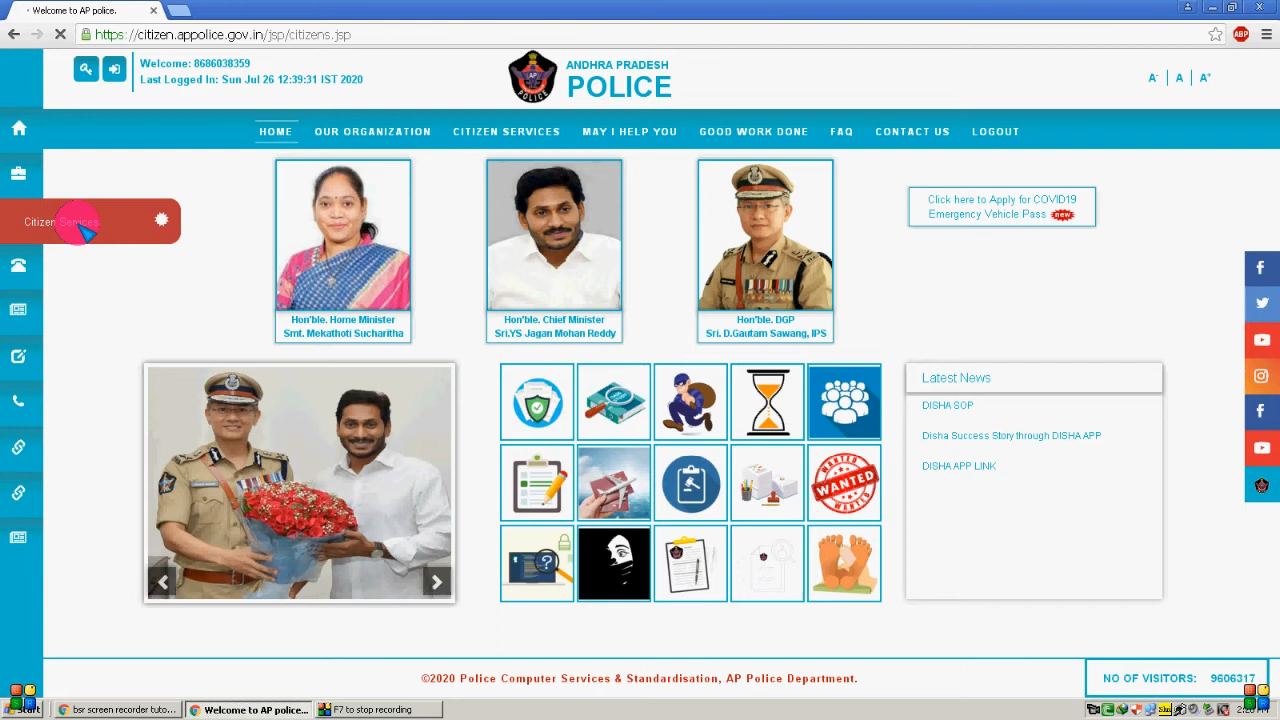 Welcome to AP police
https://citizen.appolice.gov.in/jsp/citizens.jsp
ABP
Welcome: 8686038359
Last Logged In: Sun Jul 26 12:39:31 IST 2020
AP
POLICE
ANDHRA PRADESH
POLICE
A-
A
A+
HOME
OUR ORGANIZATION
CITIZEN SERVICES
MAY I HELP YOU
GOOD WORK DONE
FAQ
CONTACT US
LOGOUT
Citizen Services
Click here to Apply for COVID19
Emergency Vehicle Pass new
Hon'ble. Home Minister
Smt. Mekathoti Sucharitha
Hon'ble. Chief Minister
Sri.YS Jagan Mohan Reddy
Hon'ble. DGP
Sri. D.Gautam Sawang, IPS
WANTED
Latest News
DISHA SOP
Disha Success Story through DISHA APP
DISHA APP LINK
©2020 Police Computer Services & Standardisation, AP Police Department.
NO OF VISITORS: 9606317
bsr screen recorder tuto...
Welcome to AP police...
F7 to stop recording